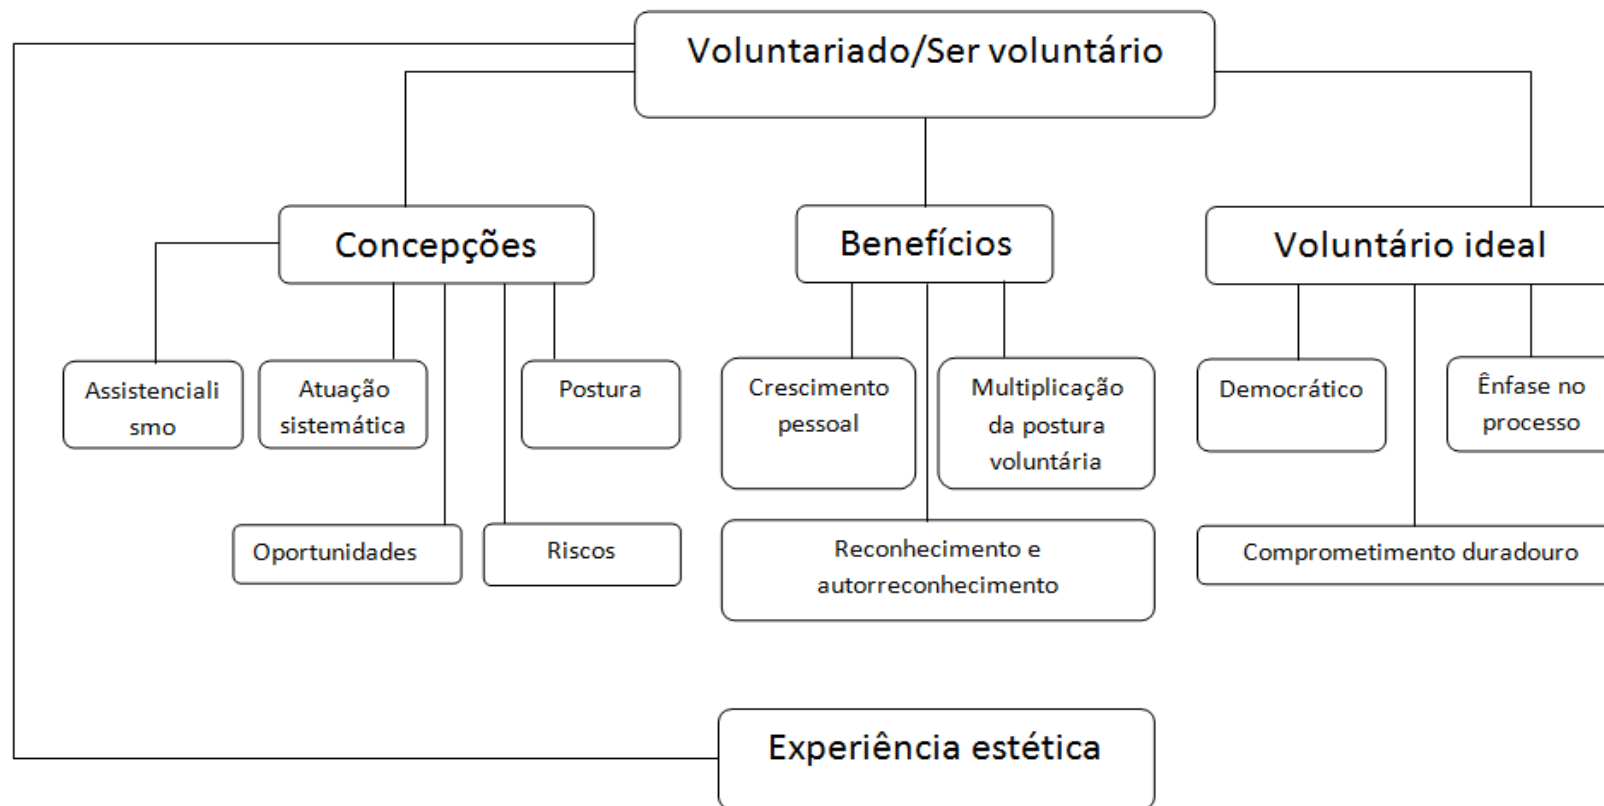 Voluntariado/Ser voluntário
Concepções
Benefícios
Voluntário ideal
Assistenciali
smo
Atuação
sistemática
Postura
Crescimento
pessoal
Multiplicação
da postura
voluntária
Democrático
Ênfase no
processo
Oportunidades
Riscos
Reconhecimento e
autorreconhecimento
Comprometimento duradouro
Experiência estética